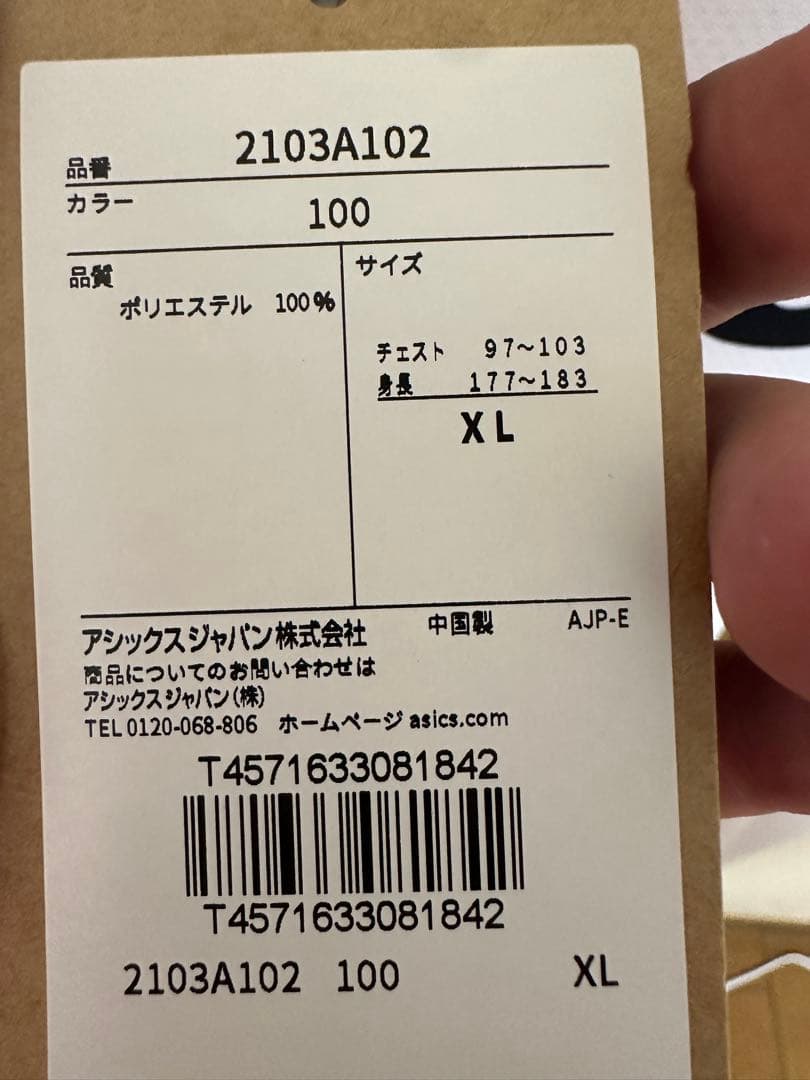 品番 2103A102
カラー 100
品質
ポリエステル 100%
サイズ
チェスト 97~103
身長 177~183
XL
アシックスジャパン株式会社 中国製 AJP-E
商品についてのお問い合わせは
アシックスジャパン(株)
TEL 0120-068-806 ホームページ asics.com
T4571633081842
T4571633081842
2103A102 100 XL